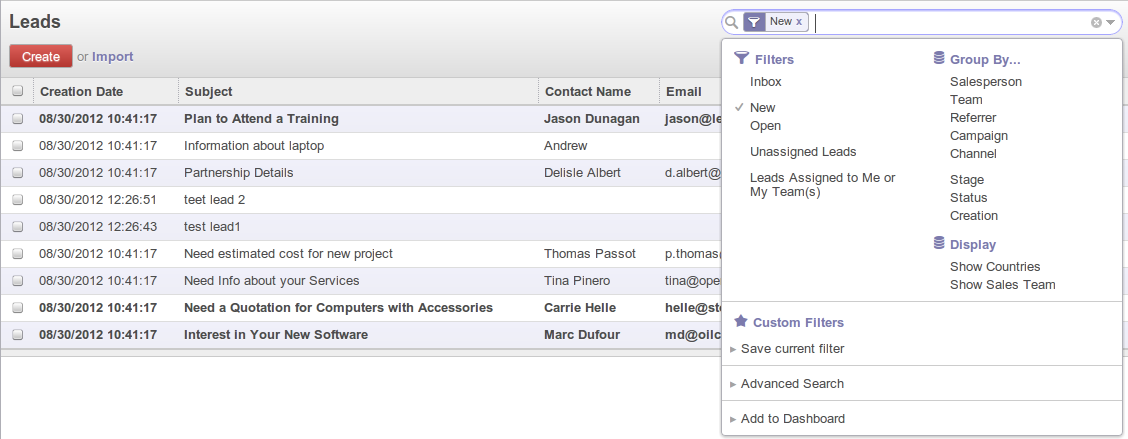 Leads
New x
Create or Import
Creation Date Subject Contact Name Email
08/30/2012 10:41:17 Plan to Attend a Training Jason Dunagan jason@le
08/30/2012 10:41:17 Information about laptop Andrew
08/30/2012 10:41:17 Partnership Details Delisle Albert d.albert@
08/30/2012 12:26:51 teet lead 2
08/30/2012 12:26:43 test lead1
08/30/2012 10:41:17 Need estimated cost for new project Thomas Passot p.thomas
08/30/2012 10:41:17 Need Info about your Services Tina Pinero tina@ope
08/30/2012 10:41:17 Need a Quotation for Computers with Accessories Carrie Helle helle@st
08/30/2012 10:41:17 Interest in Your New Software Marc Dufour md@oilc
Filters
Inbox
New
Open
Unassigned Leads
Leads Assigned to Me or
My Team(s)
Group By...
Salesperson
Team
Referrer
Campaign
Channel
Stage
Status
Creation
Display
Show Countries
Show Sales Team
Custom Filters
Save current filter
Advanced Search
Add to Dashboard